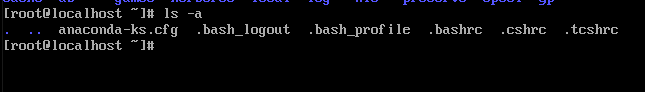 [root@localhost ~]# ls -a
.  ..  anaconda-ks.cfg  .bash_logout  .bash_profile  .bashrc  .cshrc  .tcshrc
[root@localhost ~]#